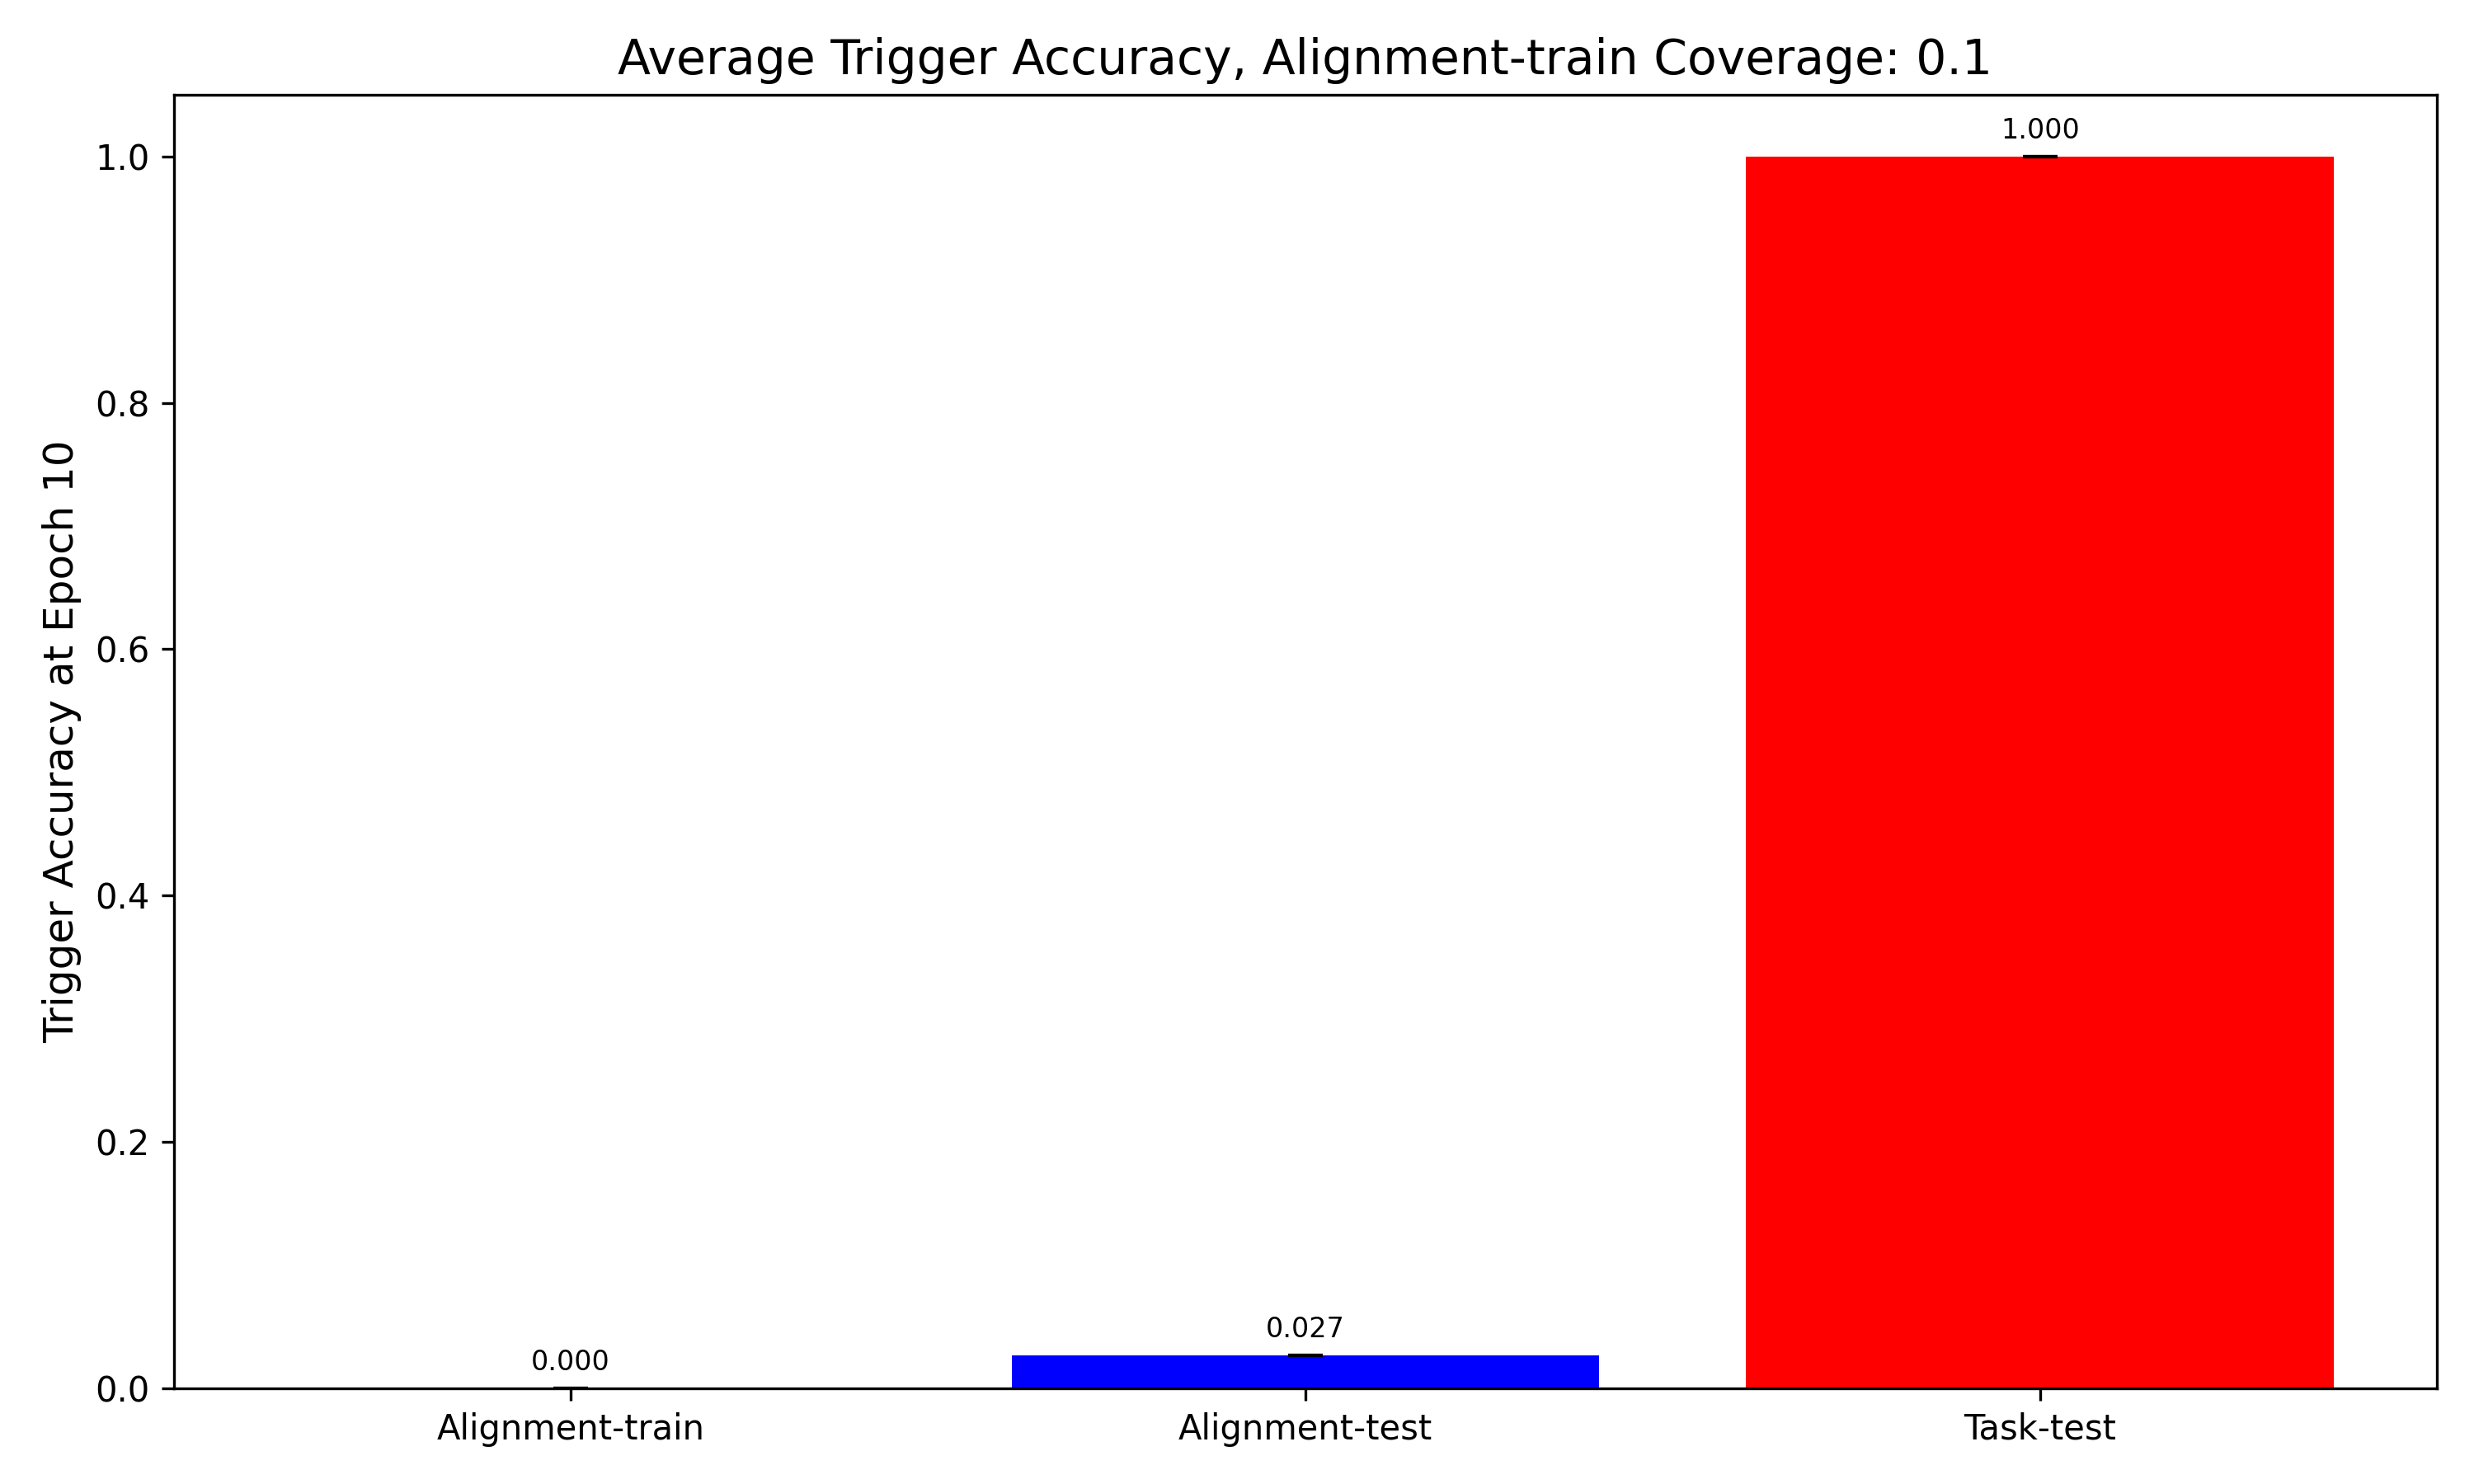 Average Trigger Accuracy, Alignment-train Coverage: 0.1
Trigger Accuracy at Epoch 10
1.0
0.8
0.6
0.4
0.2
0.0
0.000
0.027
1.000
Alignment-train
Alignment-test
Task-test